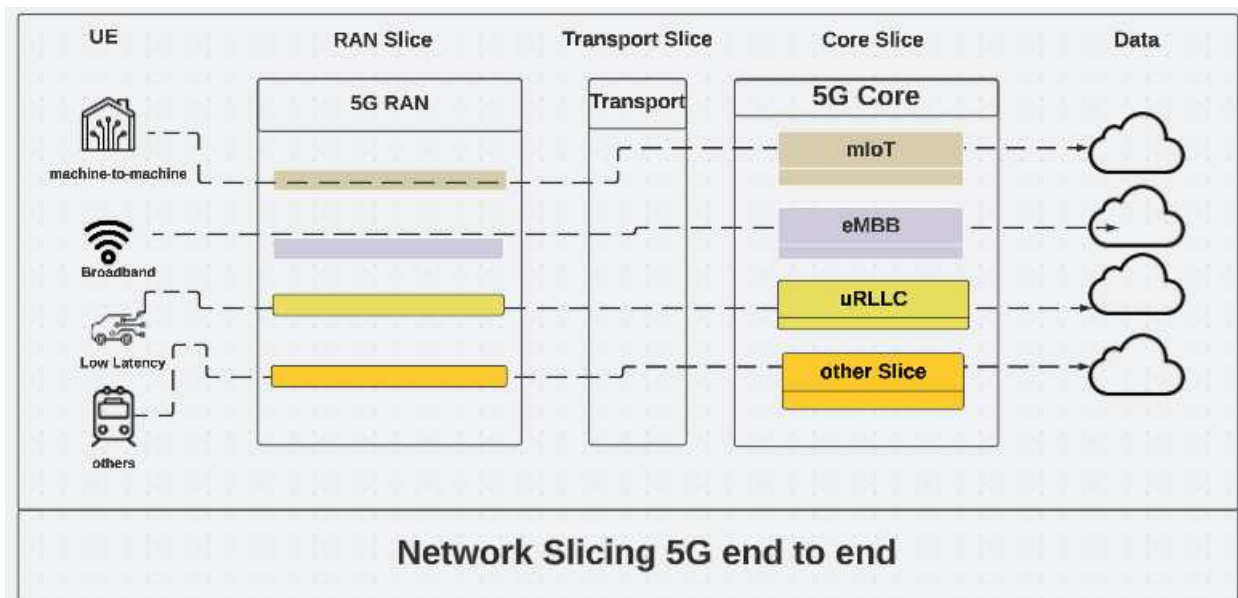 UE
RAN Slice
Transport Slice
Core Slice
Data
5G RAN
Transport
5G Core
machine-to-machine
mIoT
Broadband
eMBB
Low Latency
uRLLC
others
other Slice
Network Slicing 5G end to end